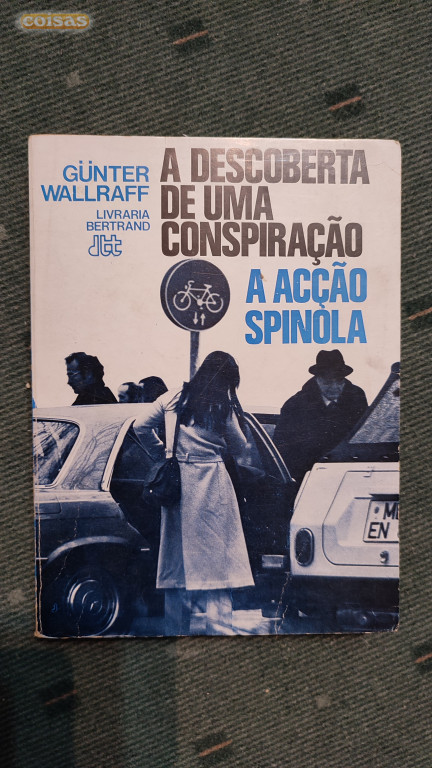 coisas
GÜNTER
WALLRAFF
LIVRARIA
BERTRAND
A DESCOBERTA
DE UMA
CONSPIRAÇÃO
A ACÇÃO
SPINOLA
EN